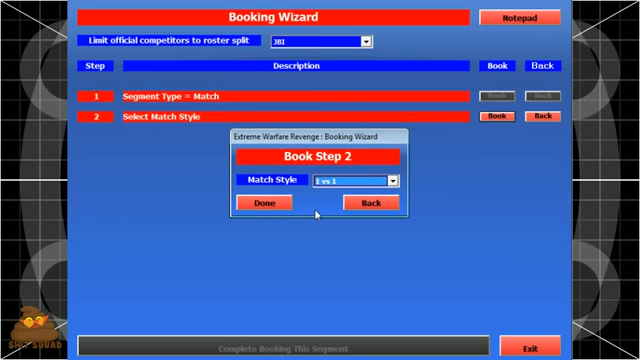 Booking Wizard
Notepad
Limit official competitors to roster split
JBI
Step Description Book Back
1 Segment Type = Match Book Back
2 Select Match Style Book Back
Extreme Warfare Revenge : Booking Wizard
Book Step 2
Match Style 1 vs 1
Done Back
SHIT SQUAD
Complete Booking This Segment
Exit